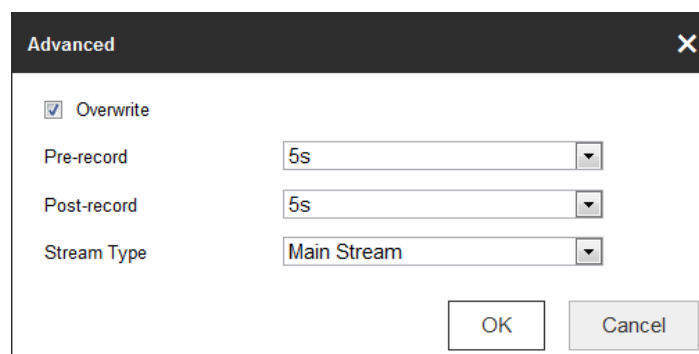 Advanced
Overwrite
Pre-record 5s
Post-record 5s
Stream Type Main Stream
OK Cancel